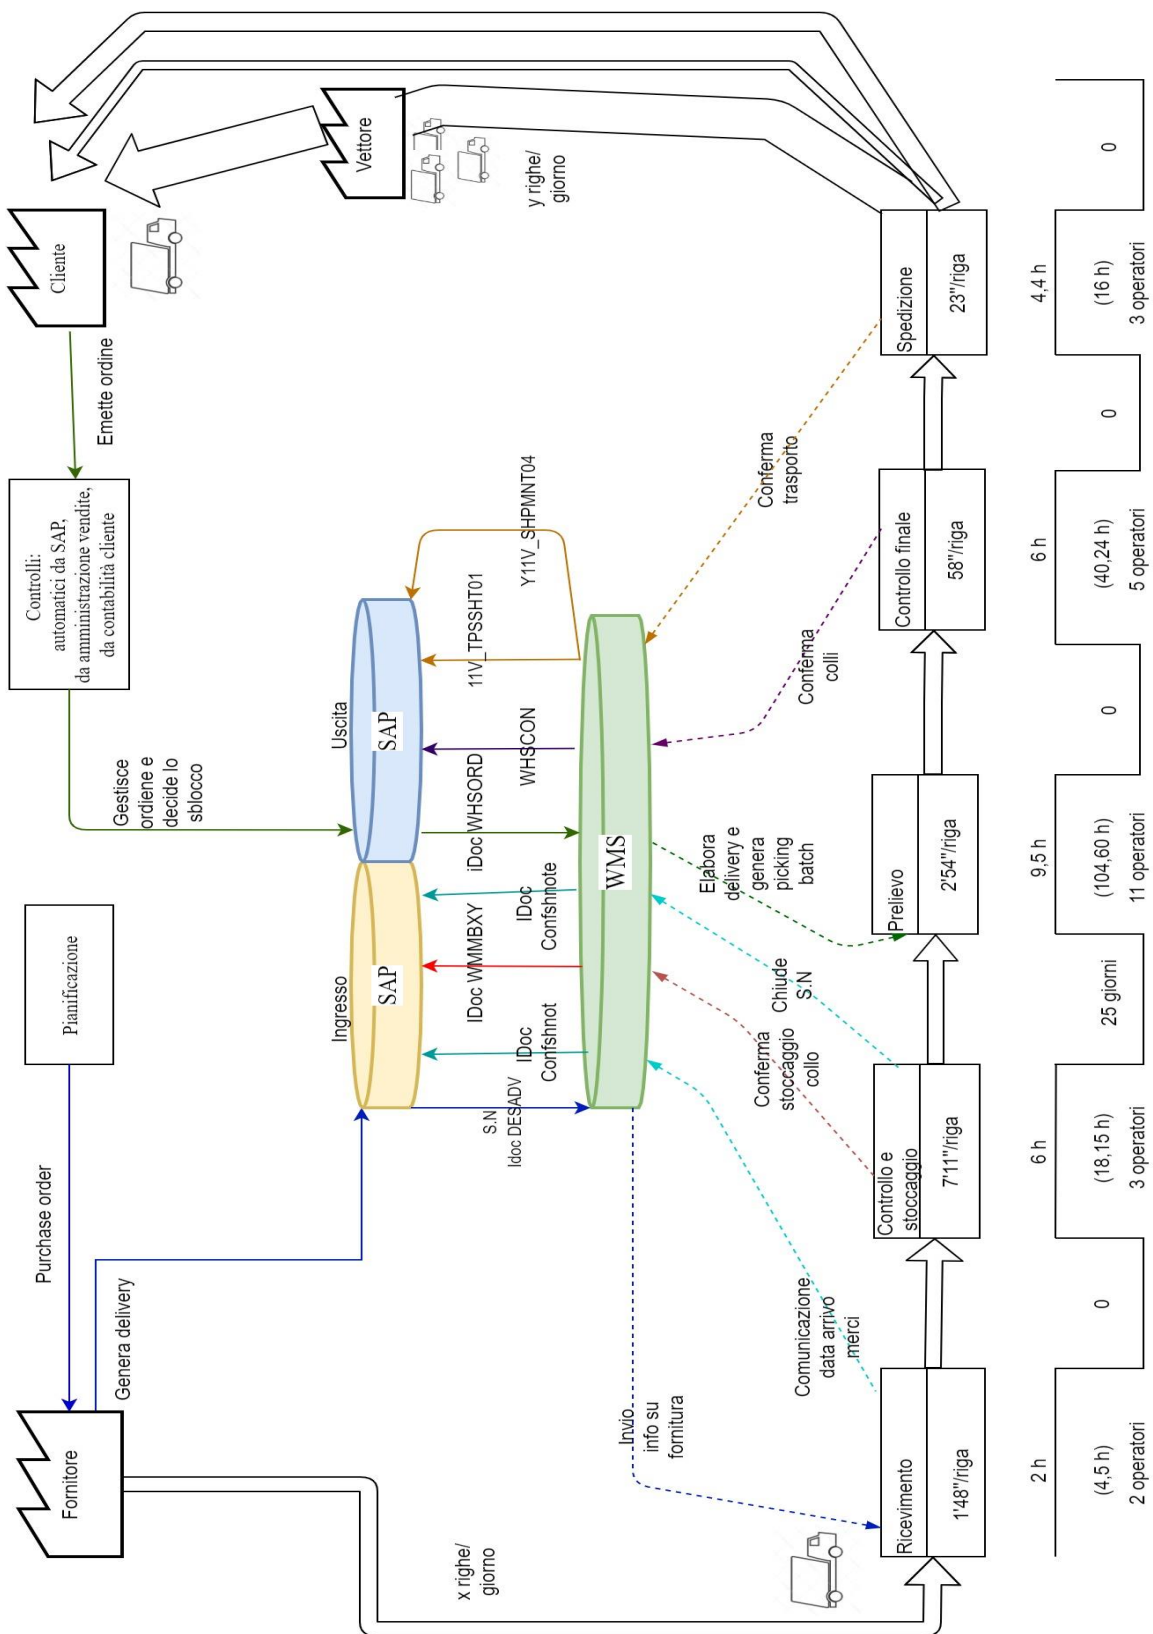 Fornitore
Purchase order
Pianificazione
Genera delivery
Controlli:
automatici da SAP,
da amministrazione vendite,
da contabilità cliente
Emette ordine
Cliente
Gestisce
ordiene e
decide lo
sblocco
Vettore
y righe/
giorno
x righe/
giorno
Ingresso
SAP
Uscita
SAP
S.N
Idoc DESADV
IDoc
Confshnot
IDoc WMMBXY
IDoc
Confshnote
iDoc WHSORD
WHSCON
11V_TPSSHT01
Y11V_SHPMNT04
WMS
Invio
info su
fornitura
Comunicazione
data arrivo
merci
Conferma
stoccaggio
collo
Chiude
S.N
Elabora
delivery e
genera
picking
batch
Conferma
colli
Conferma
trasporto
Ricevimento
1'48"/riga
Controllo e
stoccaggio
7'11"/riga
Prelievo
2'54"/riga
Controllo finale
58"/riga
Spedizione
23"/riga
2 h
6 h
9,5 h
6 h
4,4 h
(4,5 h)
2 operatori
0
(18,15 h)
3 operatori
25 giorni
(104,60 h)
11 operatori
0
(40,24 h)
5 operatori
0
(16 h)
3 operatori
0